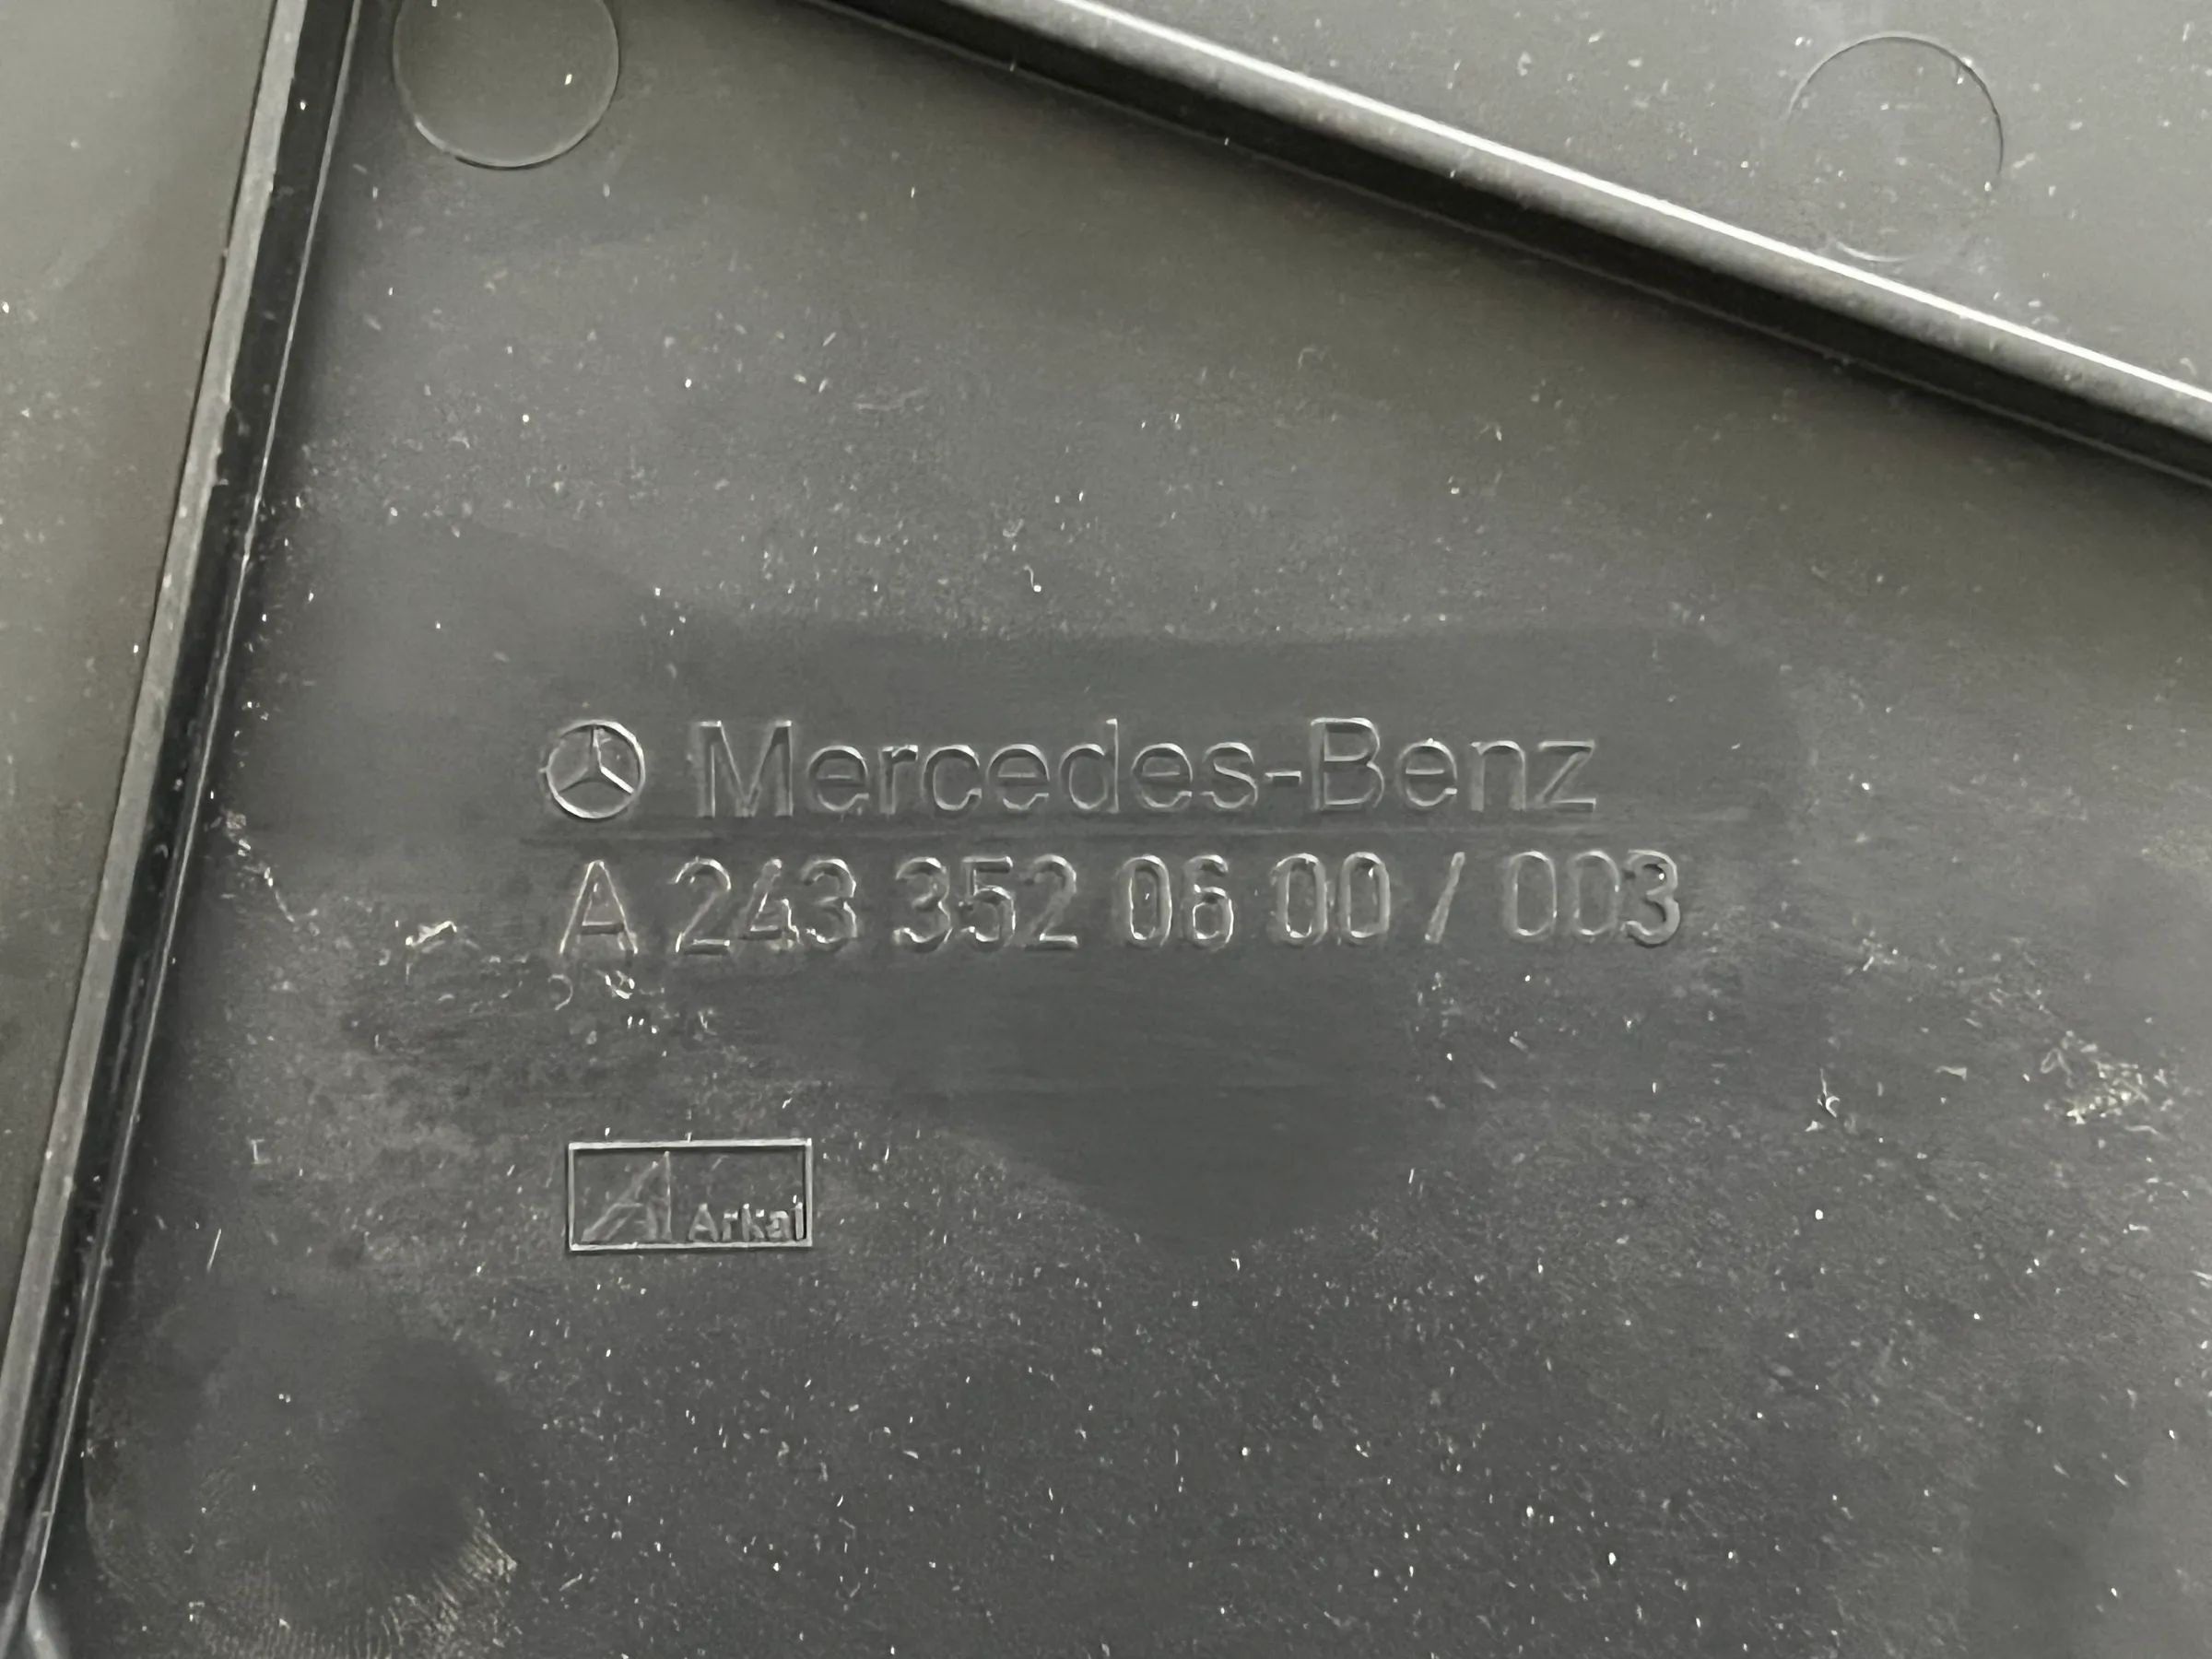 Mercedes-Benz
A 243 352 06 00 / 003
Arkal